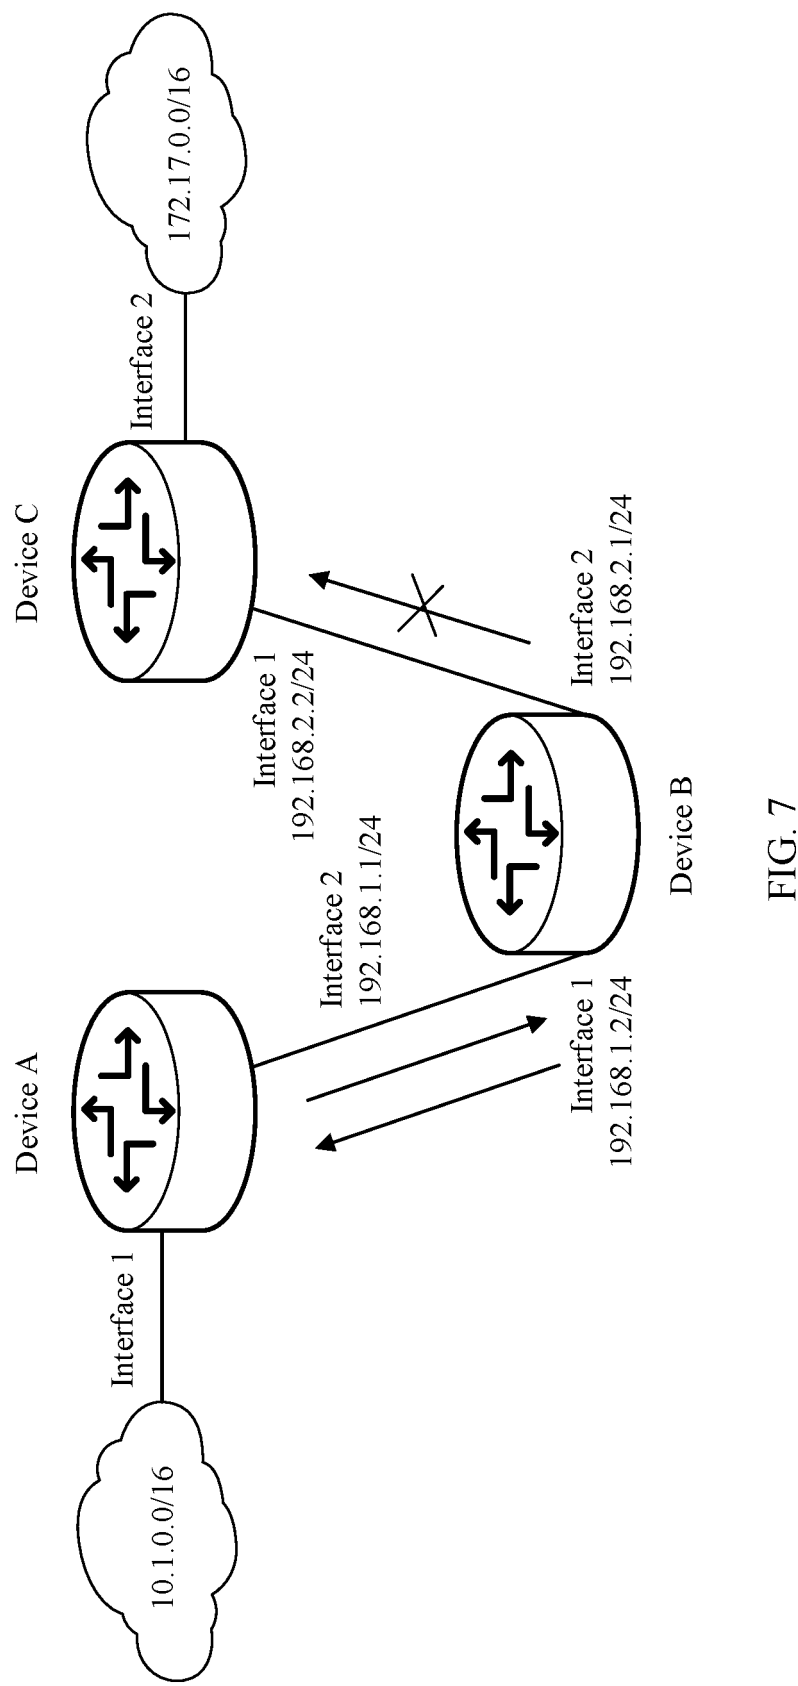 Device A
Device C
Interface 1
10.1.0.0/16
Interface 2
192.168.1.1/24
Interface 1
192.168.2.2/24
Interface 2
172.17.0.0/16
Interface 1
192.168.1.2/24
Interface 2
192.168.2.1/24
Device B
FIG. 7